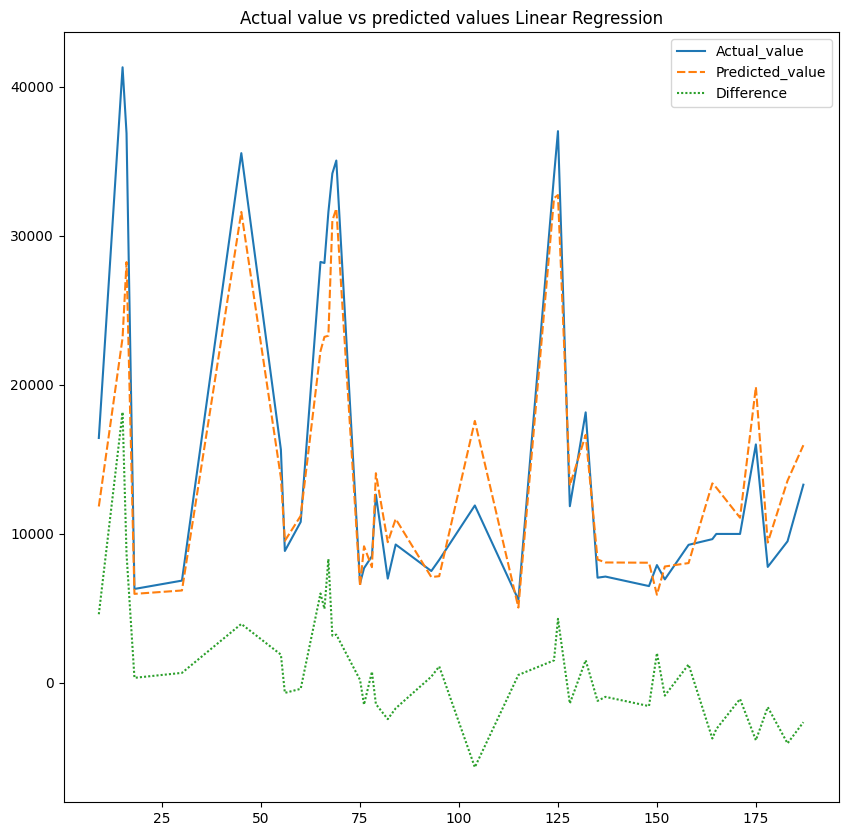 Actual value vs predicted values Linear Regression
Actual_value
Predicted_value
Difference
40000
30000
20000
10000
0
25 50 75 100 125 150 175